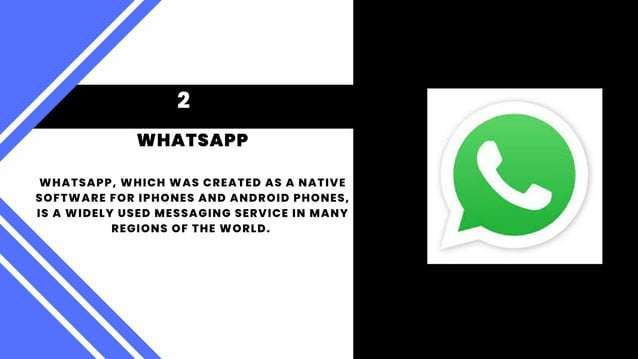 2
WHATSAPP
WHATSAPP, WHICH WAS CREATED AS A NATIVE
SOFTWARE FOR IPHONES AND ANDROID PHONES,
IS A WIDELY USED MESSAGING SERVICE IN MANY
REGIONS OF THE WORLD.